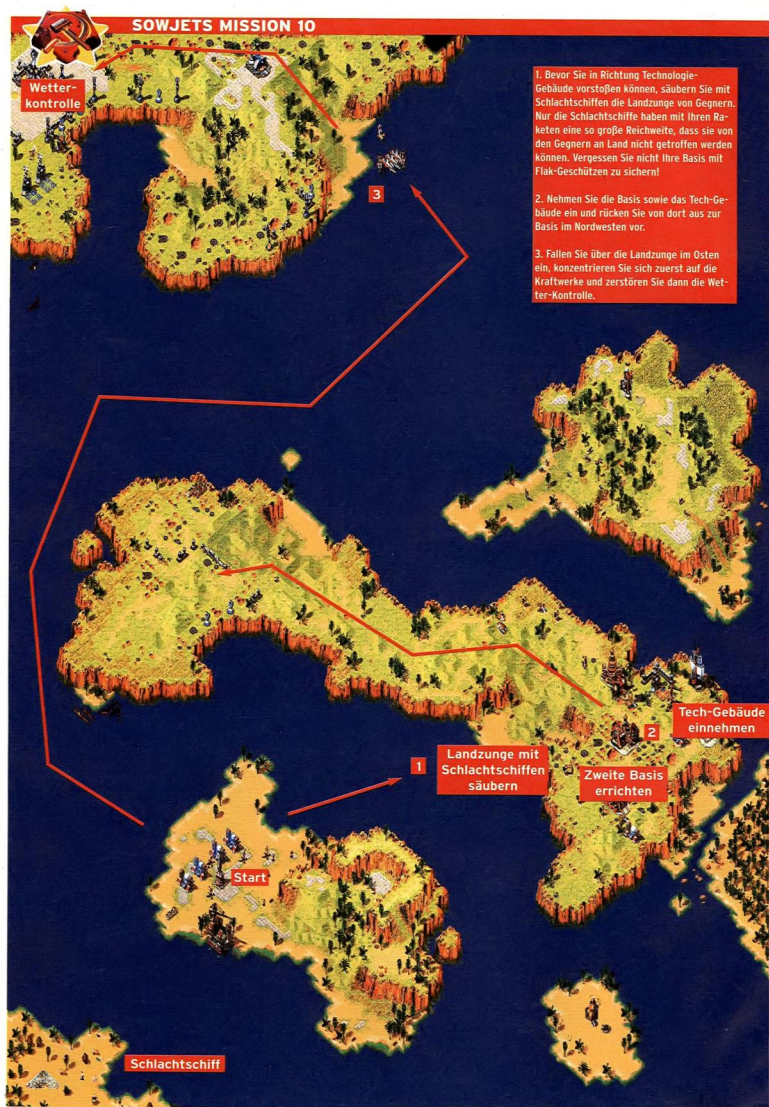 SOWJETS MISSION 10
Wetter-
kontrolle
1. Bevor Sie in Richtung Technologie-
Gebäude vorstoßen können, säubern Sie mit
Schlachtschiffen die Landzunge von Gegnern.
Nur die Schlachtschiffe haben mit Ihren Ra-
keten eine so große Reichweite, dass sie von
den Gegnern an Land nicht getroffen werden
können. Vergessen Sie nicht Ihre Basis mit
Flak-Geschützen zu sichern!
2. Nehmen Sie die Basis sowie das Tech-Ge-
bäude ein und rücken Sie von dort aus zur
Basis im Nordwesten vor.
3. Fallen Sie über die Landzunge im Osten
ein, konzentrieren Sie sich zuerst auf die
Kraftwerke und zerstören Sie dann die Wet-
ter-Kontrolle.
3
Tech-Gebäude
einnehmen
2
1
Landzunge mit
Schlachtschiffen
säubern
Zweite Basis
errichten
Start
Schlachtschiff